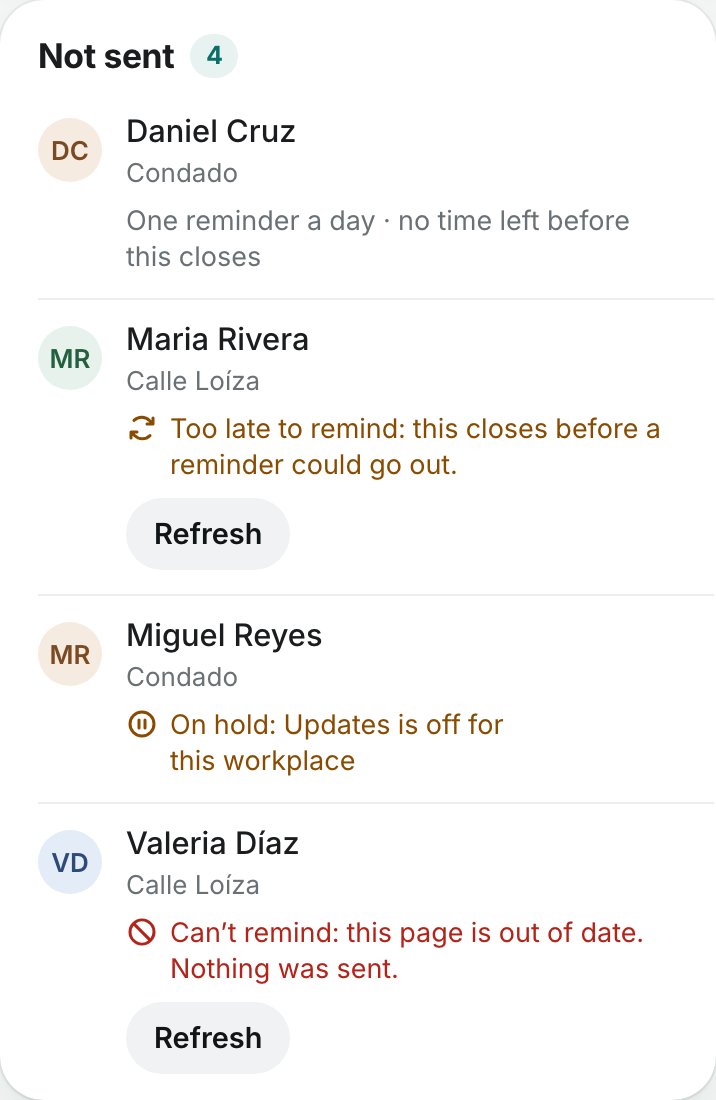 Not sent 4
DC
Daniel Cruz
Condado
One reminder a day · no time left before
this closes
MR
Maria Rivera
Calle Loíza
Too late to remind: this closes before a
reminder could go out.
Refresh
MR
Miguel Reyes
Condado
On hold: Updates is off for
this workplace
VD
Valeria Díaz
Calle Loíza
Can’t remind: this page is out of date.
Nothing was sent.
Refresh